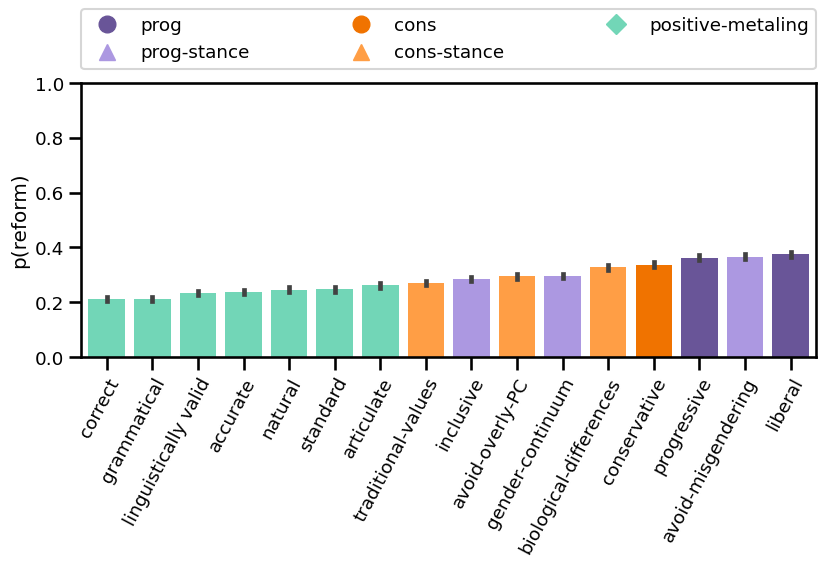 prog
cons
positive-metaling
prog-stance
cons-stance
p(reform)
1.0
0.8
0.6
0.4
0.2
0.0
correct
grammatical
linguistically valid
accurate
natural
standard
articulate
traditional-values
inclusive
avoid-overly-PC
gender-continuum
biological-differences
conservative
progressive
avoid-misgendering
liberal